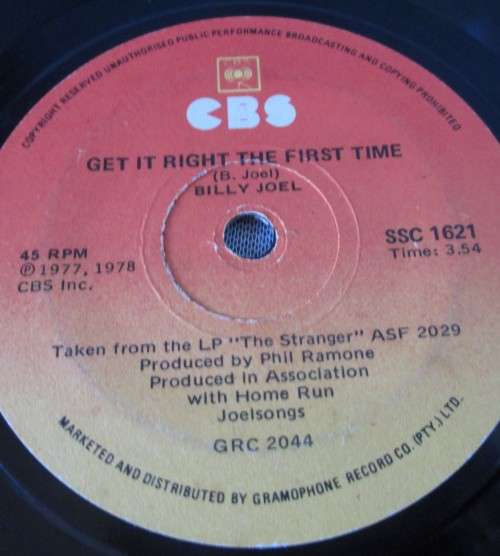 COPYRIGHT RESERVED UNAUTHORISED PUBLIC PERFORMANCE BROADCASTING AND COPYING PROHIBITED
CBS
GET IT RIGHT THE FIRST TIME
(B. Joel)
BILLY JOEL
45 RPM
℗ 1977, 1978
CBS Inc.
SSC 1621
Time: 3.54
Taken from the LP "The Stranger" ASF 2029
Produced by Phil Ramone
Produced in Association
with Home Run
Joelsongs
GRC 2044
MARKETED AND DISTRIBUTED BY GRAMOPHONE RECORD CO. (PTY.) LTD.